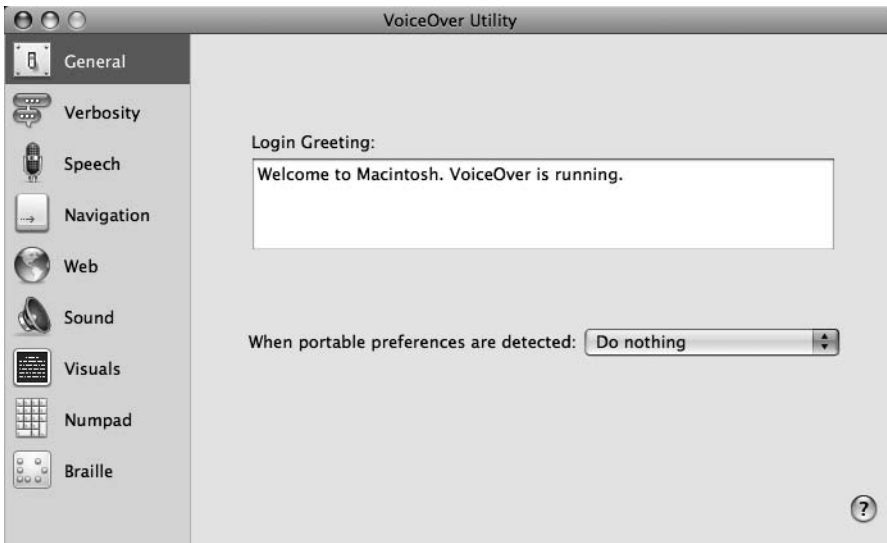 VoiceOver Utility
General
Verbosity
Speech
Navigation
Web
Sound
Visuals
Numpad
Braille
Login Greeting:
Welcome to Macintosh. VoiceOver is running.
When portable preferences are detected: Do nothing
?